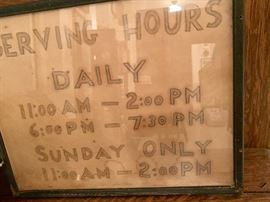 SERVING HOURS
DAILY
11:00 AM — 2:00 PM
6:00 PM — 7:30 PM
SUNDAY ONLY
11:00 AM — 2:00 PM